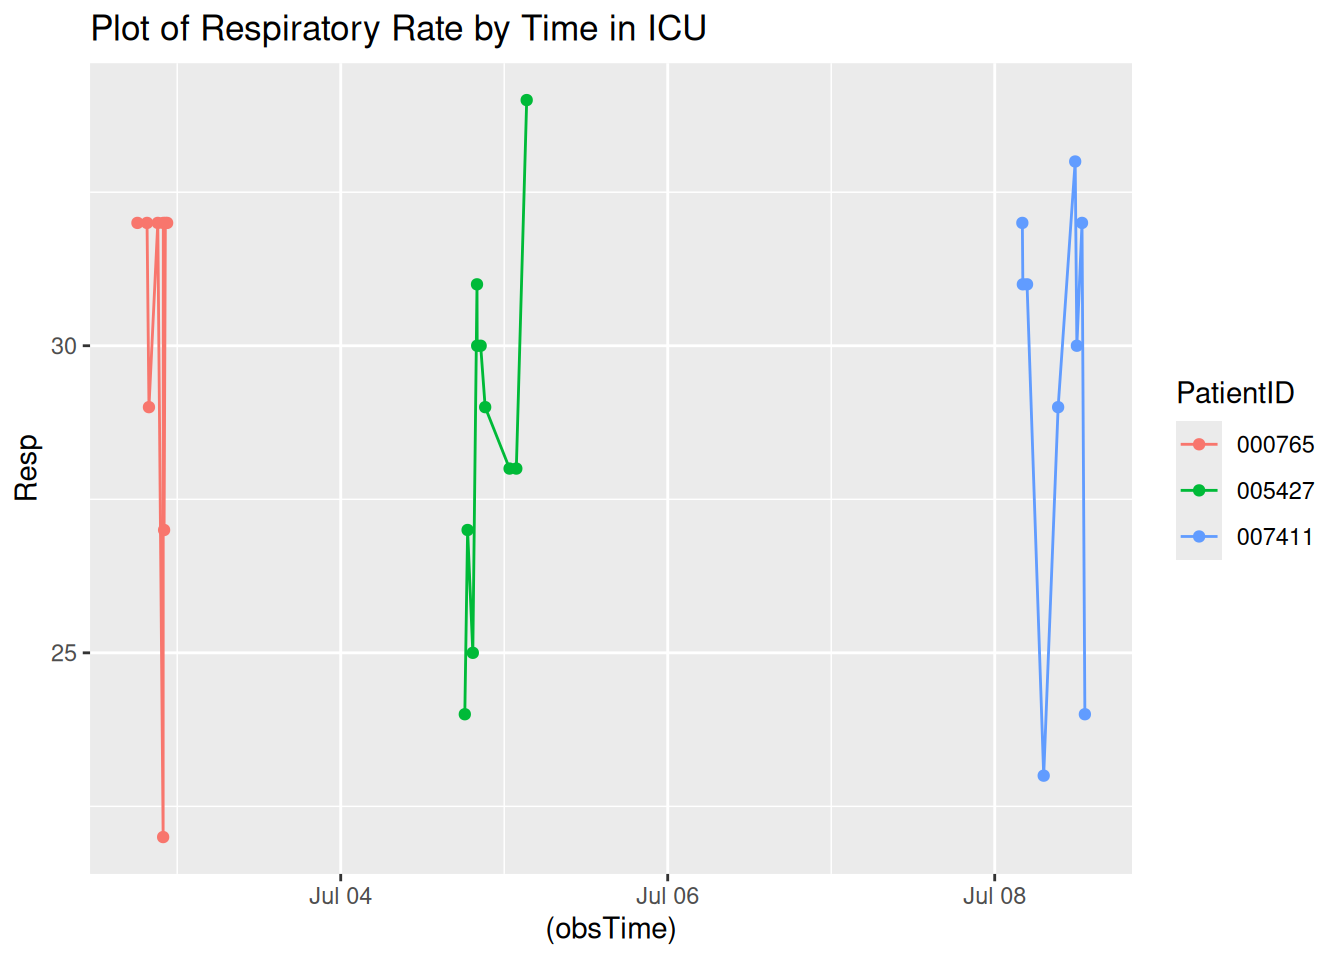 Plot of Respiratory Rate by Time in ICU
Resp
30
25
Jul 04
Jul 06
Jul 08
(obsTime)
PatientID
000765
005427
007411